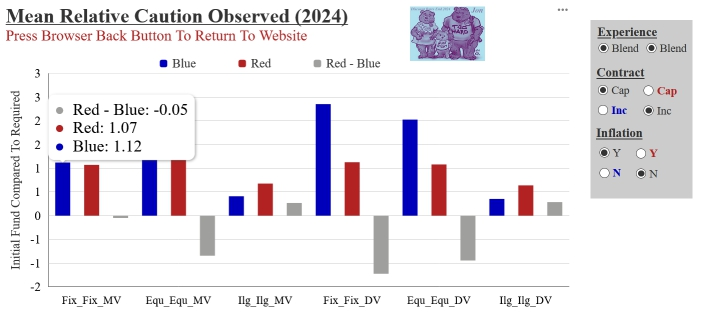 Mean Relative Caution Observed (2024)
Press Browser Back Button To Return To Website
Blue Red Red - Blue
Initial Fund Compared To Required
3
3
2
2
1
1
0
-1
-1
-2
Red - Blue: -0.05
Red: 1.07
Blue: 1.12
Fix_Fix_MV Equ_Equ_MV Ilg_Ilg_MV Fix_Fix_DV Equ_Equ_DV Ilg_Ilg_DV
Experience
Blend Blend
Contract
Cap Cap
Inc Inc
Inflation
Y Y
N N